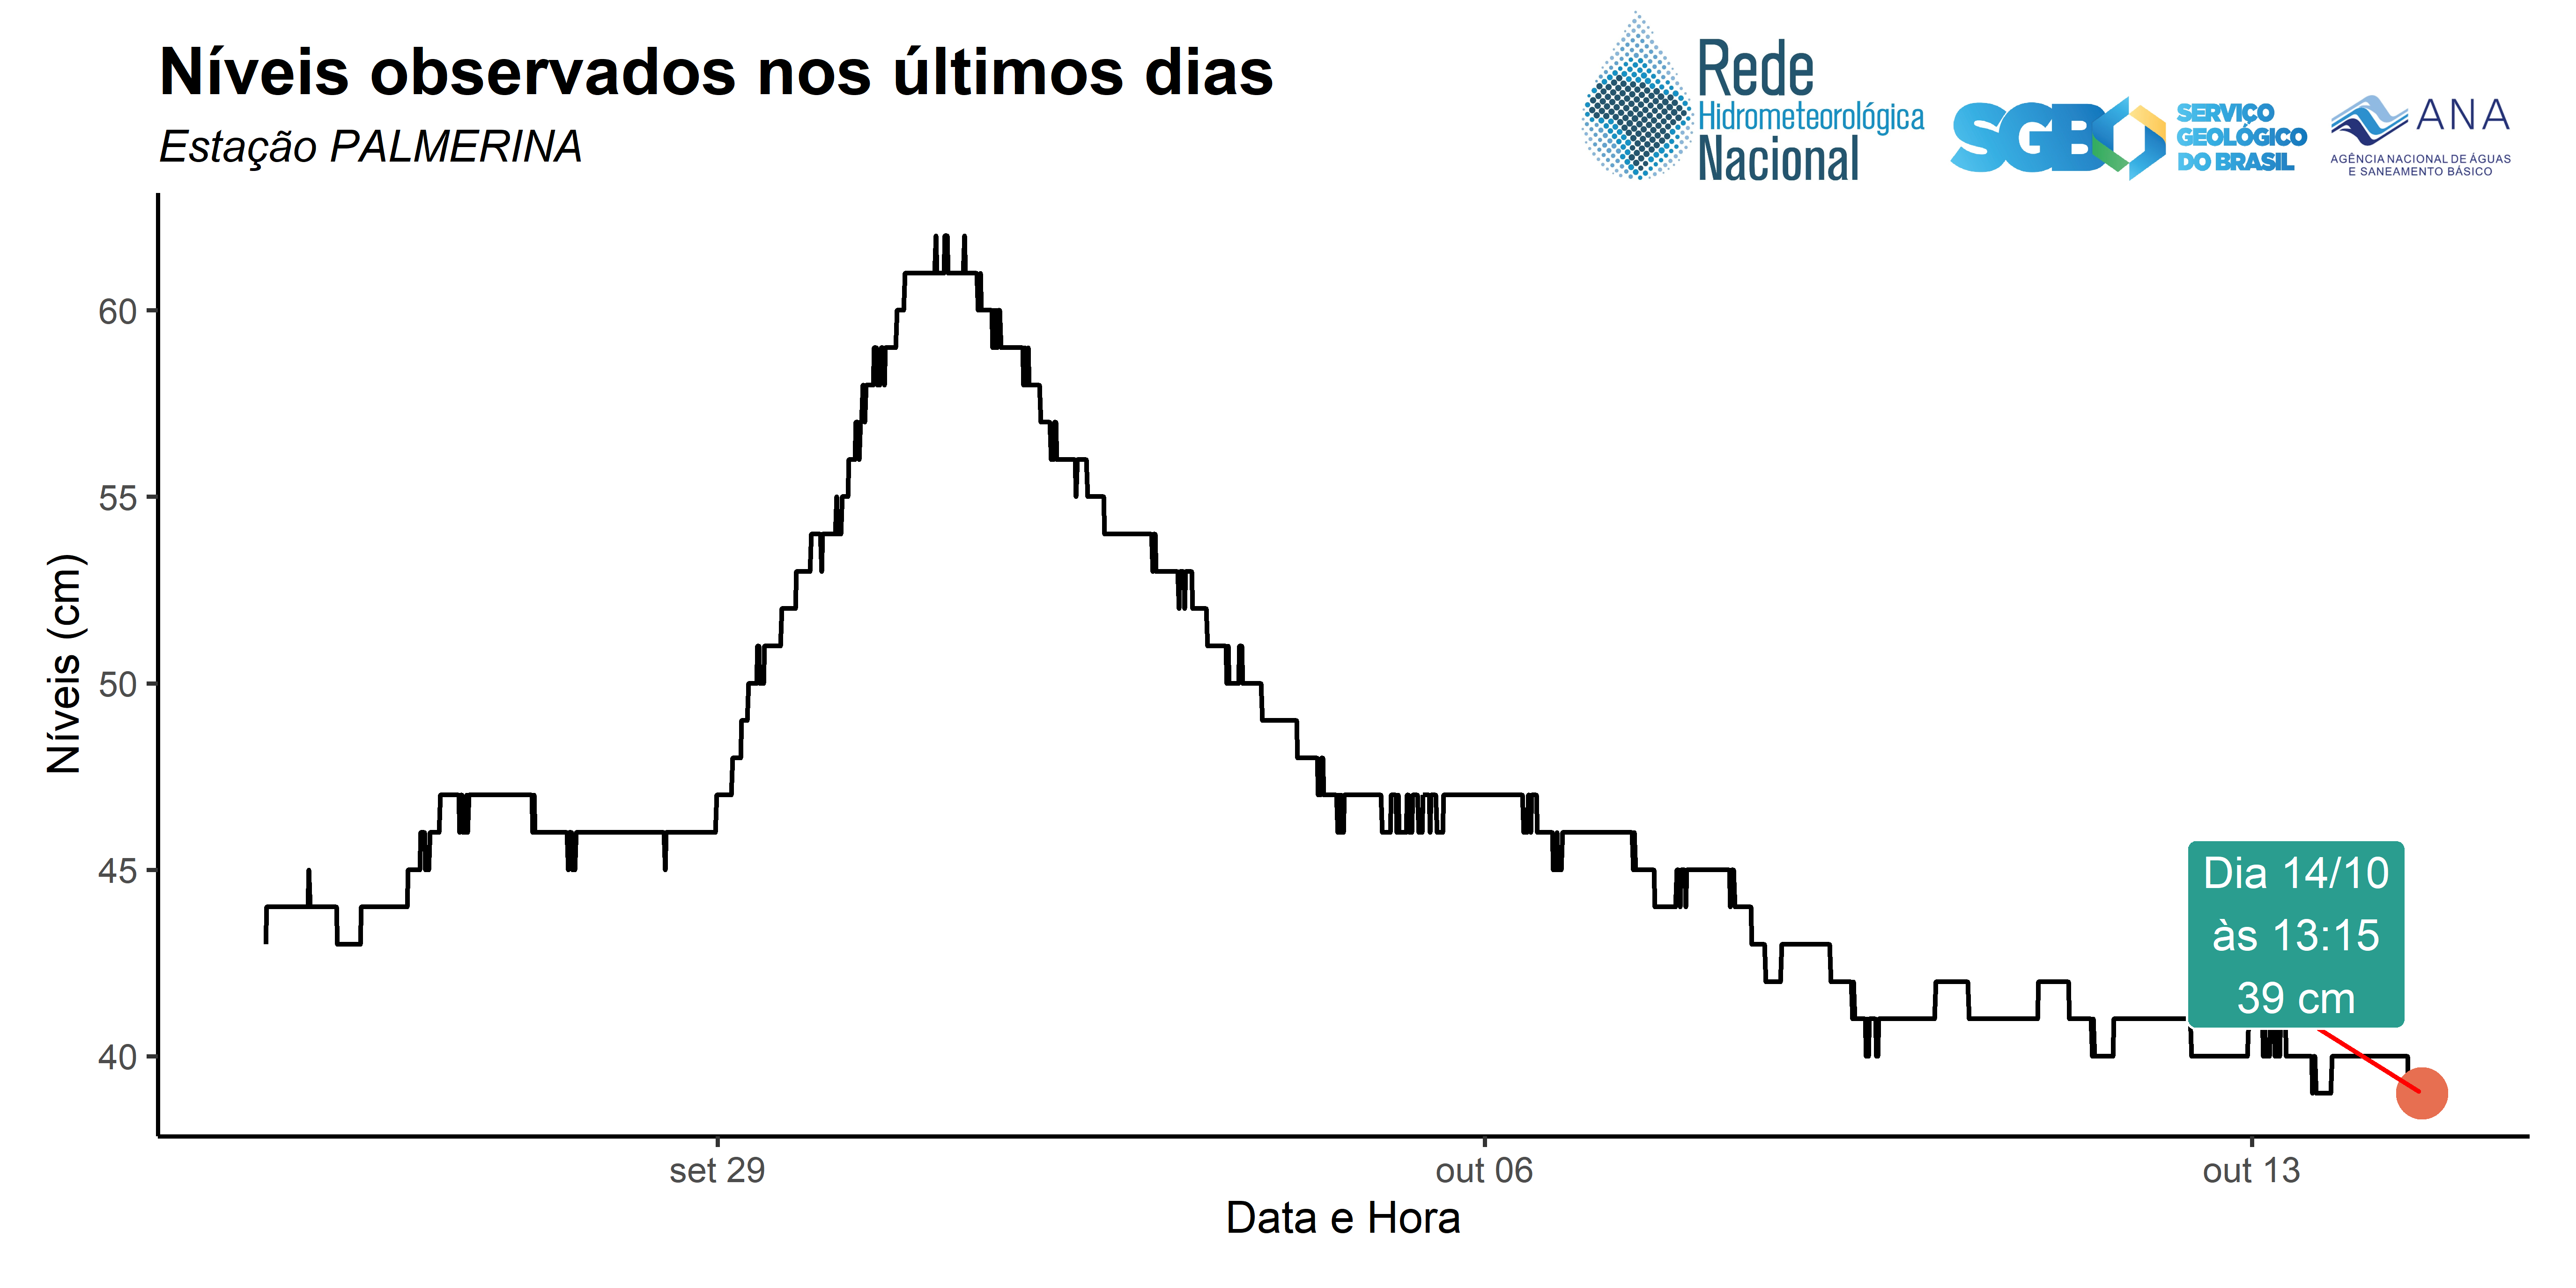 Níveis observados nos últimos dias
Estação PALMERINA
Rede
Hidrometeorológica
Nacional
SGB
SERVIÇO
GEOLÓGICO
DO BRASIL
ANA
AGÊNCIA NACIONAL DE ÁGUAS
E SANEAMENTO BÁSICO
Níveis (cm)
60
55
50
45
40
Dia 14/10
às 13:15
39 cm
set 29
out 06
out 13
Data e Hora